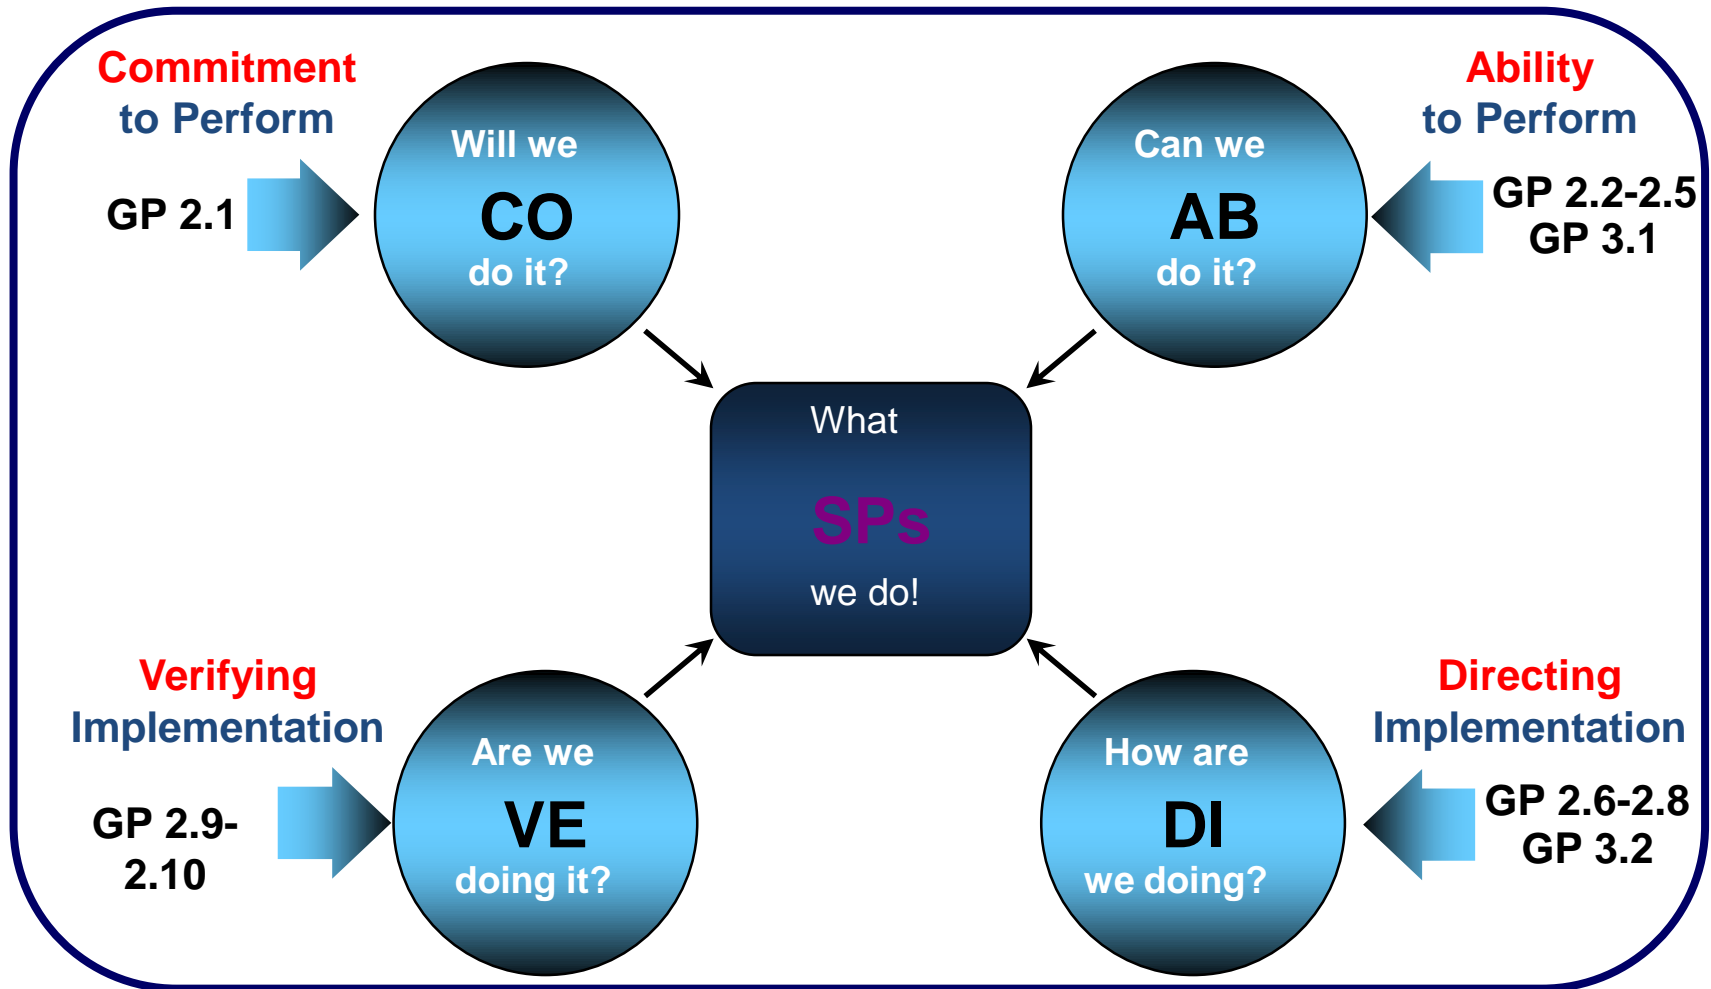 Commitment
to Perform
GP 2.1
Will we
CO
do it?
Can we
AB
do it?
Ability
to Perform
GP 2.2-2.5
GP 3.1
What
SPs
we do!
Verifying
Implementation
GP 2.9-
2.10
Are we
VE
doing it?
How are
DI
we doing?
Directing
Implementation
GP 2.6-2.8
GP 3.2